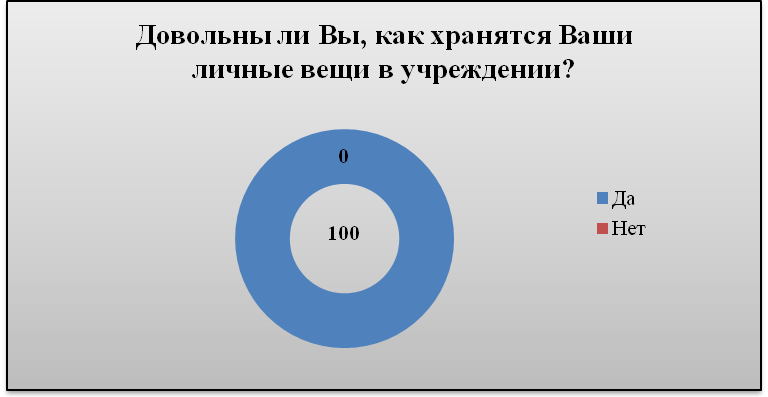 Довольны ли Вы, как хранятся Ваши
личные вещи в учреждении?
0
100
Да
Нет